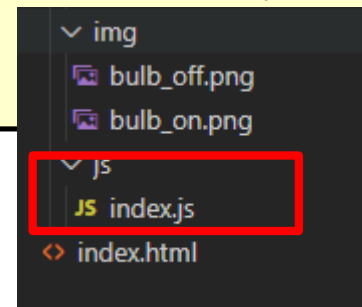 img
bulb_off.png
bulb_on.png
js
JS index.js
<> index.html